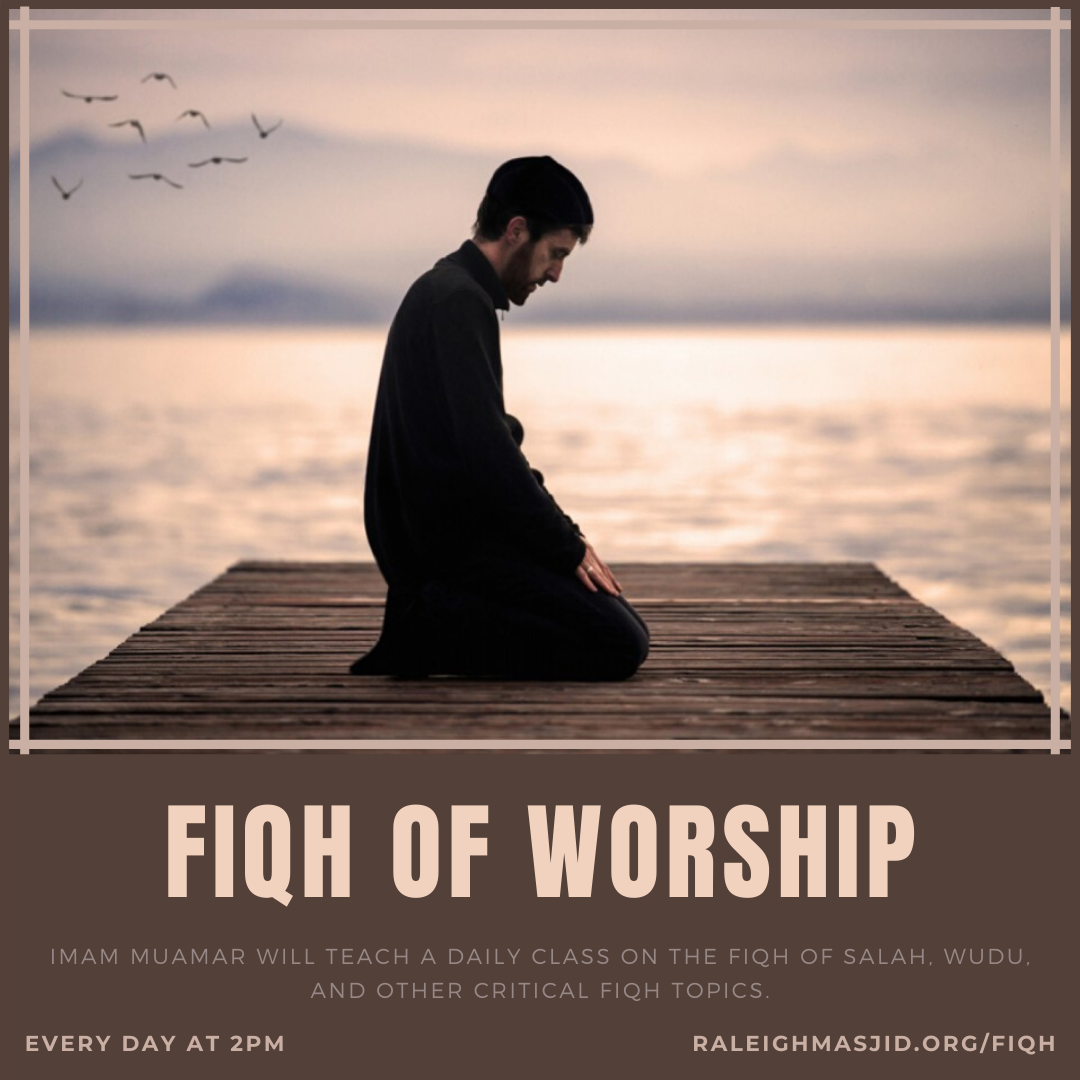 FIQH OF WORSHIP
IMAM MUAMAR WILL TEACH A DAILY CLASS ON THE FIQH OF SALAH, WUDU,
AND OTHER CRITICAL FIQH TOPICS.
EVERY DAY AT 2PM
RALEIGHMASJID.ORG/FIQH